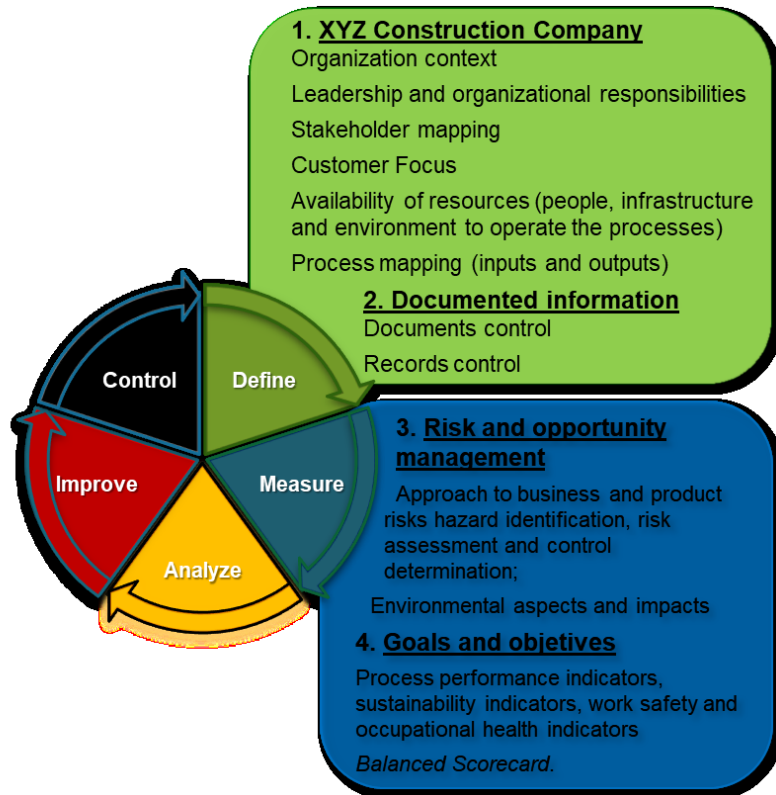 1. XYZ Construction Company
Organization context
Leadership and organizational responsibilities
Stakeholder mapping
Customer Focus
Availability of resources (people, infrastructure
and environment to operate the processes)
Process mapping (inputs and outputs)
2. Documented information
Documents control
Records control
Control
Define
Improve
Measure
Analyze
3. Risk and opportunity
management
Approach to business and product
risks hazard identification, risk
assessment and control
determination;
Environmental aspects and impacts
4. Goals and objetives
Process performance indicators,
sustainability indicators, work safety and
occupational health indicators
Balanced Scorecard.